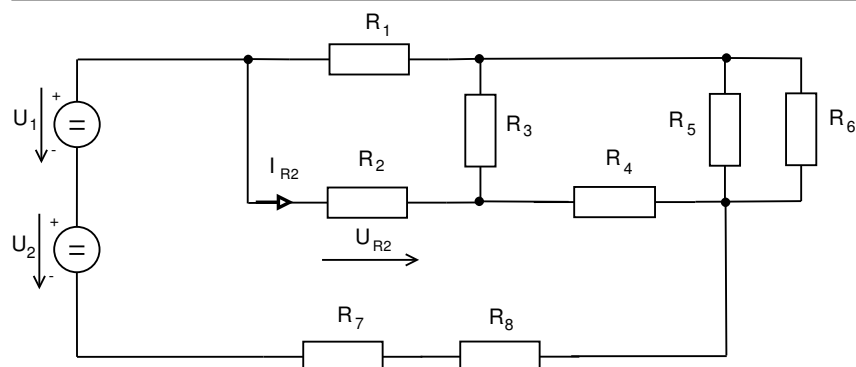 R1
+
U1
=
-
R3
R5
R6
IR2
R2
R4
+
U2
=
-
UR2
R7
R8